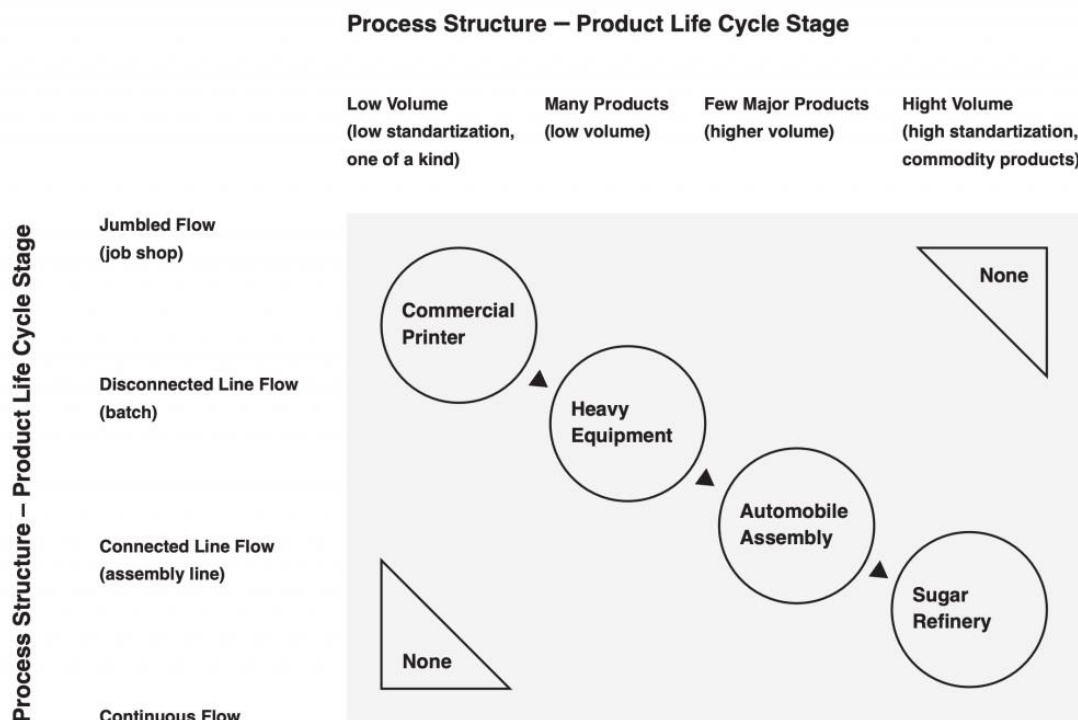 Process Structure – Product Life Cycle Stage
Low Volume
(low standartization,
one of a kind)
Many Products
(low volume)
Few Major Products
(higher volume)
Hight Volume
(high standartization,
commodity products)
Process Structure – Product Life Cycle Stage
Jumbled Flow
(job shop)
Disconnected Line Flow
(batch)
Connected Line Flow
(assembly line)
Continuous Flow
Commercial
Printer
None
Heavy
Equipment
Automobile
Assembly
Sugar
Refinery
None